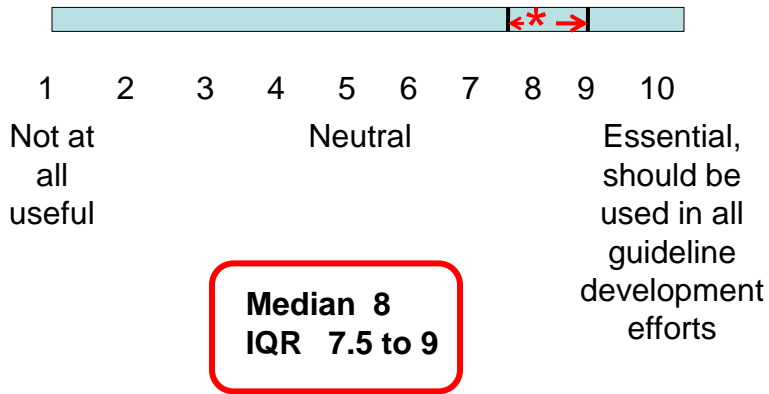 *
1 2 3 4 5 6 7 8 9 10
Not at
all
useful
Neutral
Essential,
should be
used in all
guideline
development
efforts
Median 8
IQR 7.5 to 9